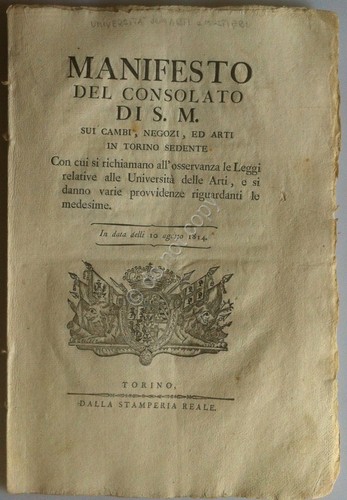 MANIFESTO
DEL CONSOLATO
DI S. M.
SUI CAMBJ, NEGOZJ, ED ARTI
IN TORINO SEDENTE
Con cui si richiamano all'osservanza le Leggi
relative alle Università delle Arti, e si
danno varie provvidenze riguardanti le
medesime.
In data delli 10 agosto 1814.
TORINO,
DALLA STAMPERIA REALE.